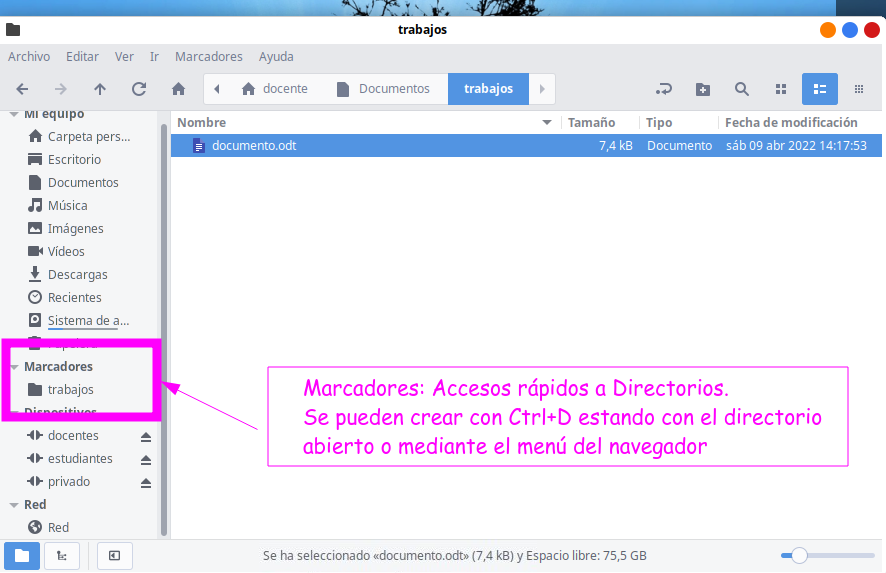 trabajos
Archivo Editar Ver Ir Marcadores Ayuda
docente Documentos trabajos
Mi equipo
Carpeta pers...
Escritorio
Documentos
Música
Imágenes
Vídeos
Descargas
Recientes
Sistema de a...
Marcadores
trabajos
Dispositivos
docentes
estudiantes
privado
Red
Red
Nombre Tamaño Tipo Fecha de modificación
documento.odt 7,4 kB Documento sáb 09 abr 2022 14:17:53
Marcadores: Accesos rápidos a Directorios.
Se pueden crear con Ctrl+D estando con el directorio
abierto o mediante el menú del navegador
Se ha seleccionado «documento.odt» (7,4 kB) y Espacio libre: 75,5 GB